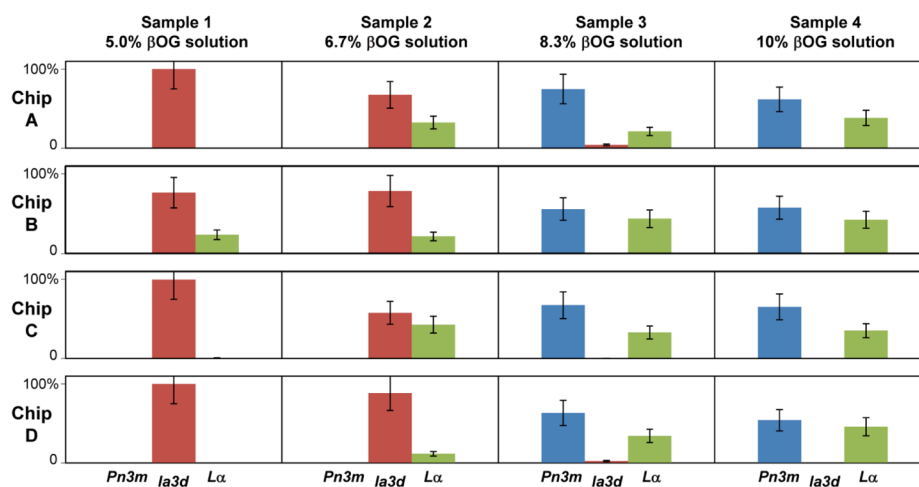 Sample 1 Sample 2 Sample 3 Sample 4
5.0% βOG solution 6.7% βOG solution 8.3% βOG solution 10% βOG solution
100%
Chip
A
0
100%
Chip
B
0
100%
Chip
C
0
100%
Chip
D
0
Pn3m Ia3d Lα Pn3m Ia3d Lα Pn3m Ia3d Lα Pn3m Ia3d Lα